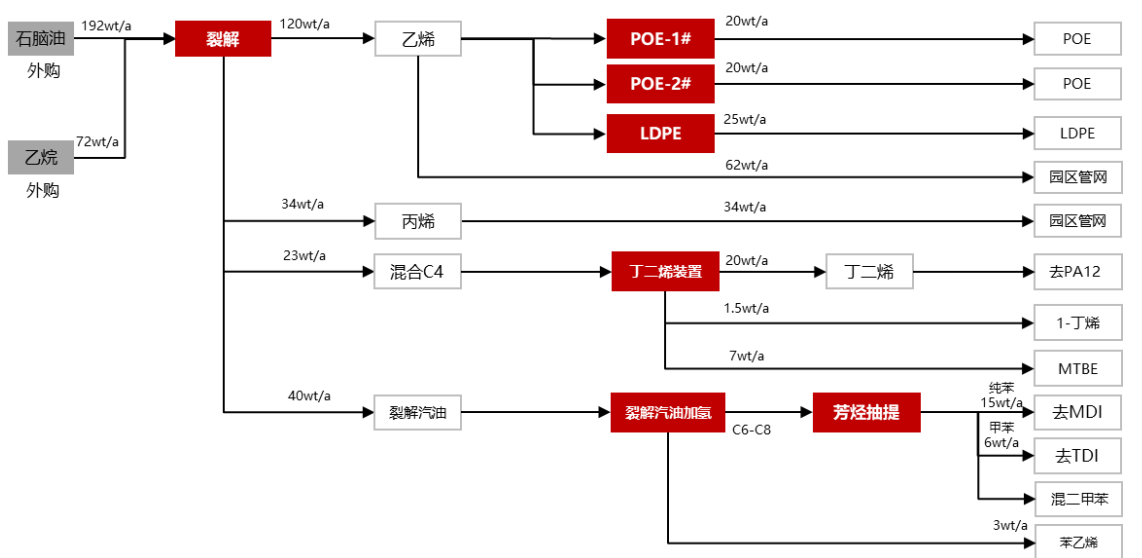 石脑油
192wt/a
裂解
120wt/a
乙烯
POE-1#
20wt/a
POE
外购
POE-2#
20wt/a
POE
LDPE
25wt/a
LDPE
72wt/a
乙烷
外购
62wt/a
园区管网
34wt/a
丙烯
34wt/a
园区管网
23wt/a
混合C4
丁二烯装置
20wt/a
丁二烯
去PA12
1.5wt/a
1-丁烯
7wt/a
MTBE
40wt/a
裂解汽油
裂解汽油加氢
C6-C8
芳烃抽提
纯苯
15wt/a
去MDI
甲苯
6wt/a
去TDI
混二甲苯
3wt/a
苯乙烯